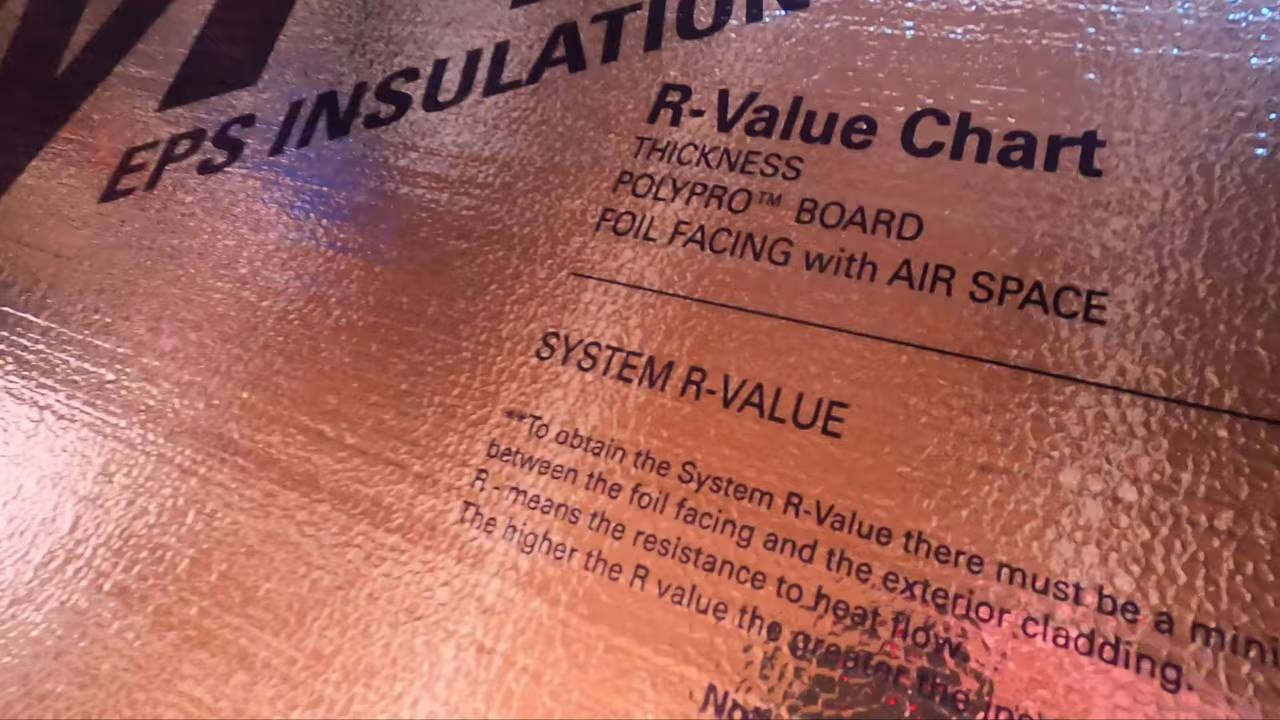 EPS INSULATION
R-Value Chart
THICKNESS
POLYPRO™ BOARD
FOIL FACING with AIR SPACE
SYSTEM R-VALUE
**To obtain the System R-Value there must be a mini
between the foil facing and the exterior cladding.
R - means the resistance to heat flow.
The higher the R value the greater the